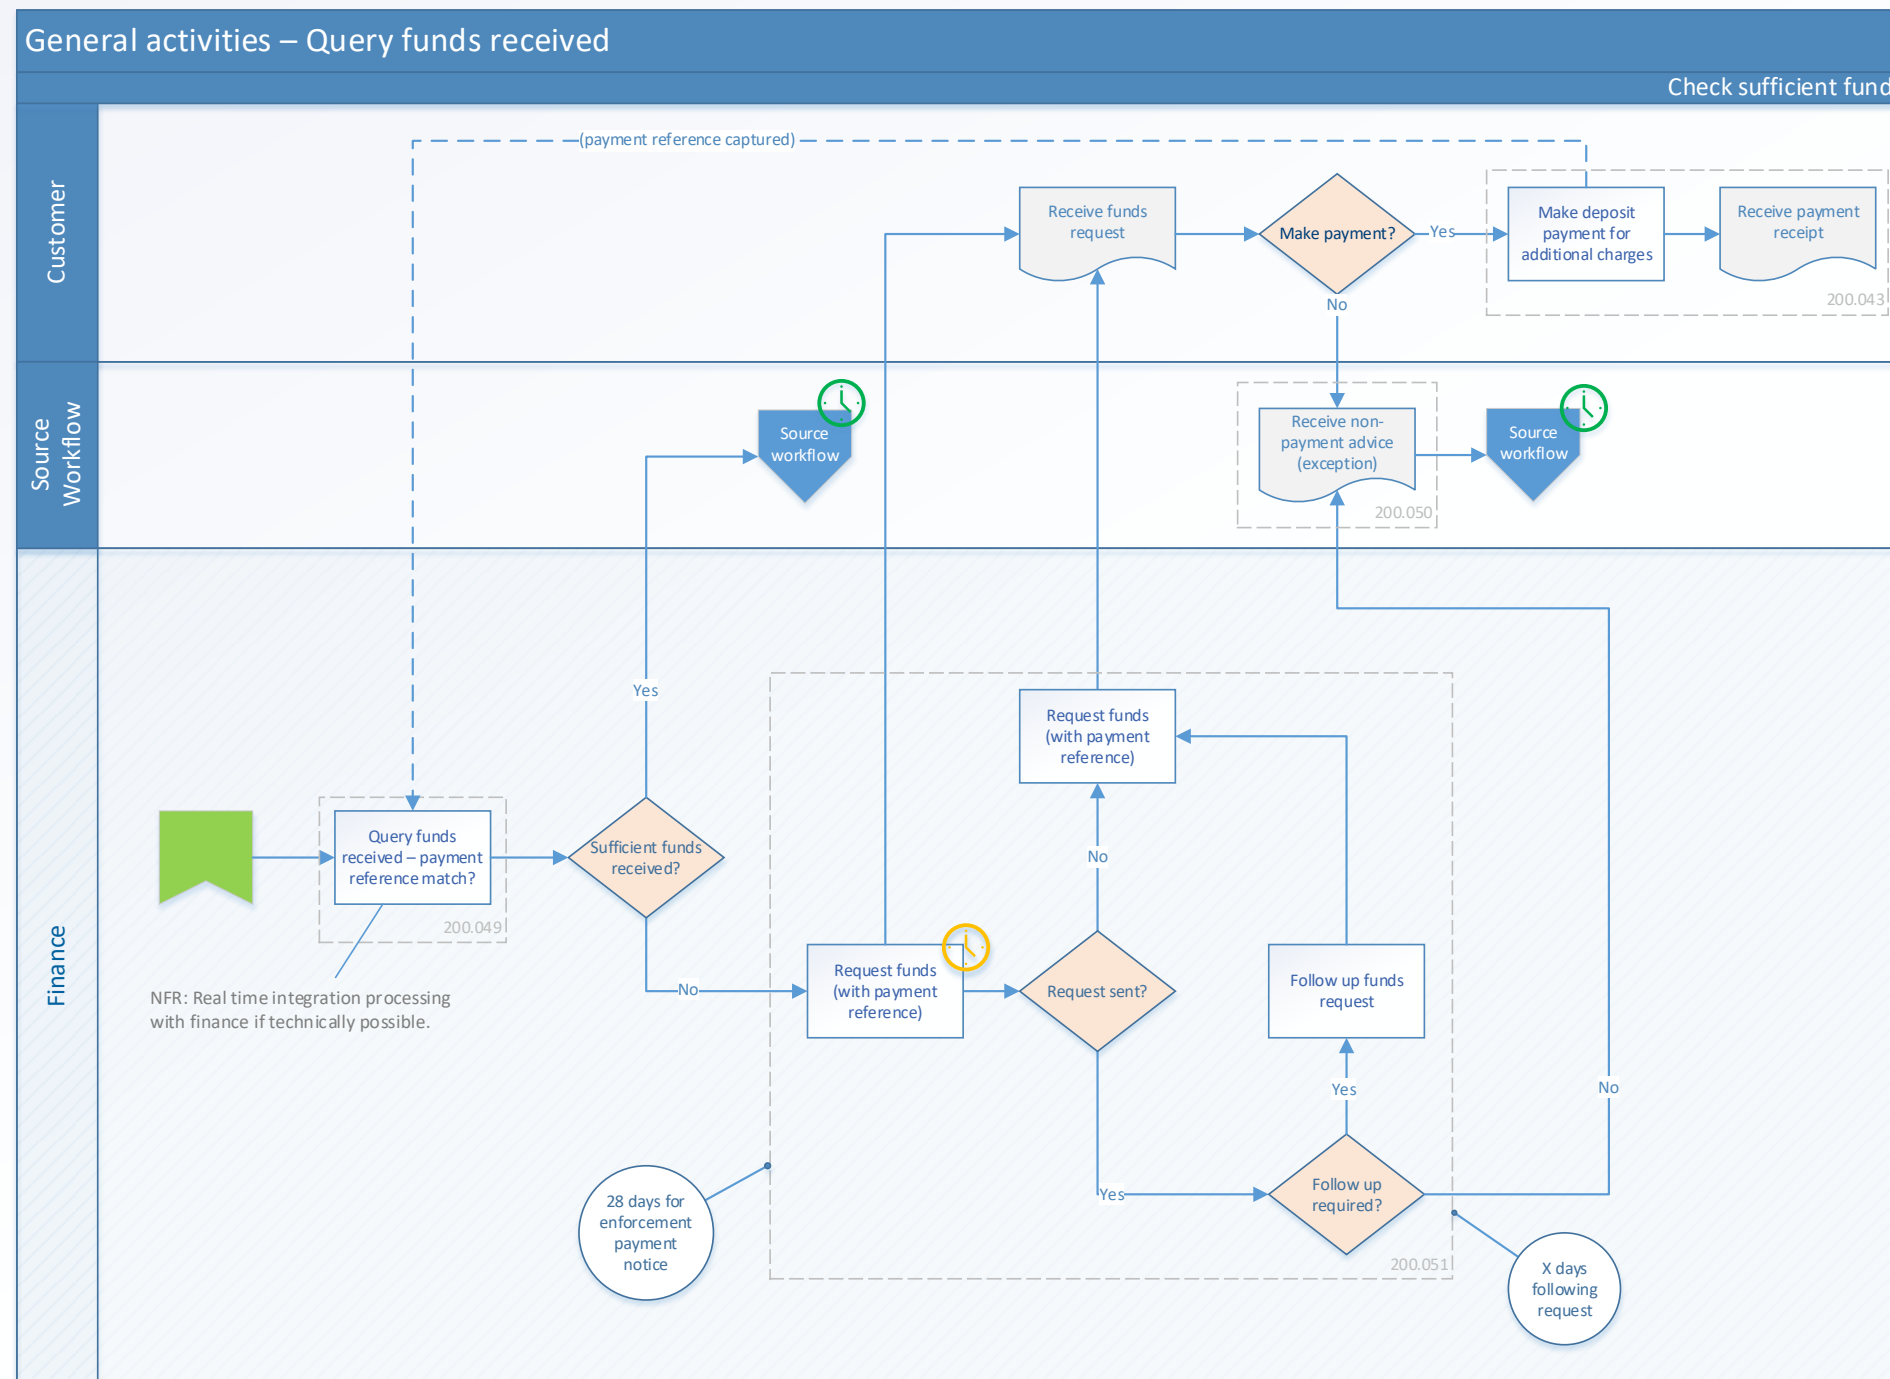 General activities – Query funds received
Check sufficient fund
Customer
(payment reference captured)
Receive funds
request
Make payment?
Yes
No
Make deposit
payment for
additional charges
Receive payment
receipt
200.043
Source
Workflow
Source
workflow
Receive non-
payment advice
(exception)
200.050
Source
workflow
Finance
Yes
Query funds
received – payment
reference match?
200.049
NFR: Real time integration processing
with finance if technically possible.
Sufficient funds
received?
No
Request funds
(with payment
reference)
Request funds
(with payment
reference)
No
Request sent?
Yes
Follow up funds
request
Yes
Follow up
required?
No
200.051
28 days for
enforcement
payment
notice
X days
following
request